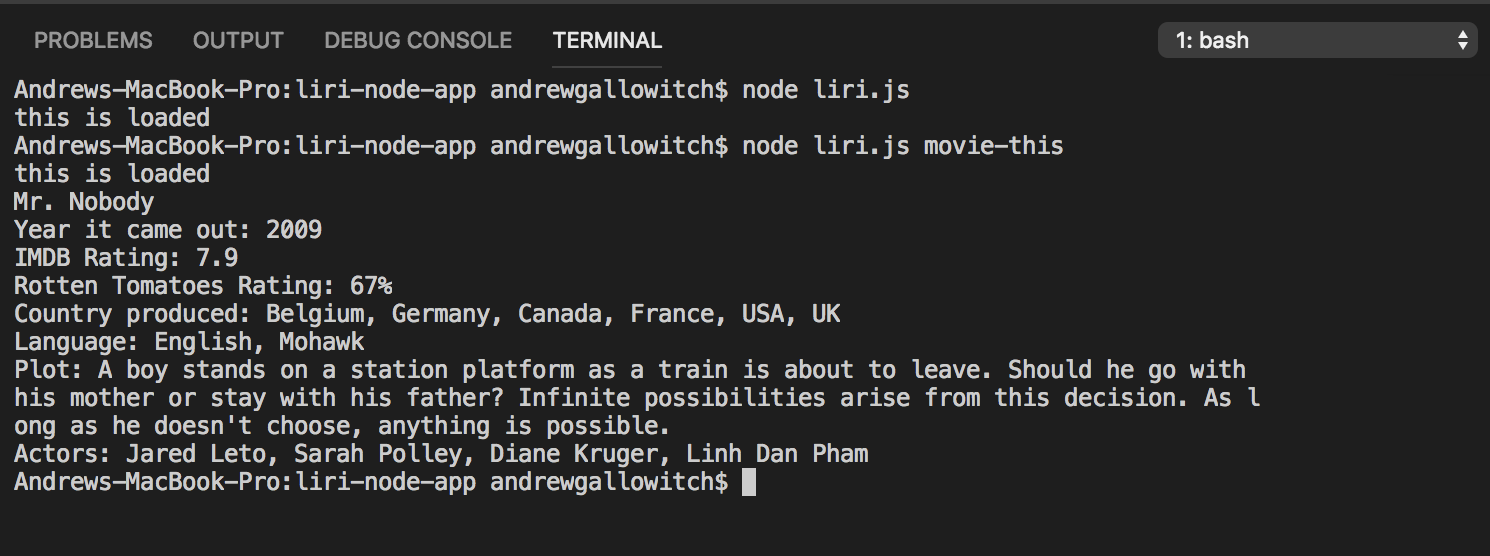 PROBLEMS OUTPUT DEBUG CONSOLE TERMINAL 1: bash
Andrews-MacBook-Pro:liri-node-app andrewgallowitch$ node liri.js
this is loaded
Andrews-MacBook-Pro:liri-node-app andrewgallowitch$ node liri.js movie-this
this is loaded
Mr. Nobody
Year it came out: 2009
IMDB Rating: 7.9
Rotten Tomatoes Rating: 67%
Country produced: Belgium, Germany, Canada, France, USA, UK
Language: English, Mohawk
Plot: A boy stands on a station platform as a train is about to leave. Should he go with
his mother or stay with his father? Infinite possibilities arise from this decision. As l
ong as he doesn't choose, anything is possible.
Actors: Jared Leto, Sarah Polley, Diane Kruger, Linh Dan Pham
Andrews-MacBook-Pro:liri-node-app andrewgallowitch$